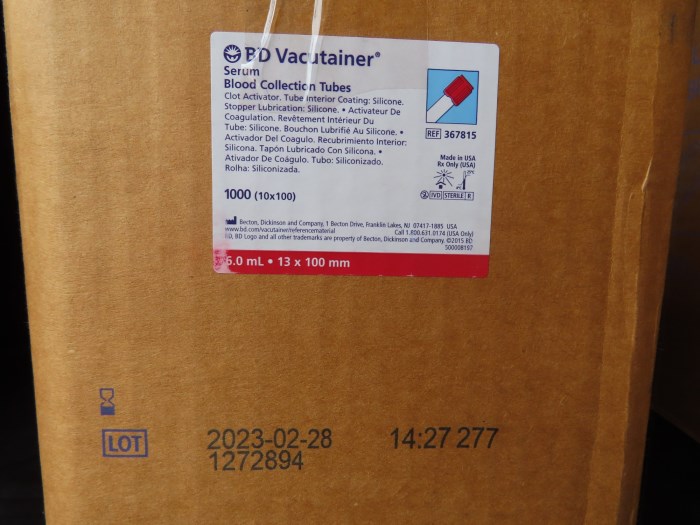 BD Vacutainer®
Serum
Blood Collection Tubes
Clot Activator. Tube Interior Coating: Silicone.
Stopper Lubrication: Silicone. • Activateur De
Coagulation. Revêtement Intérieur Du
Tube: Silicone. Bouchon Lubrifié Au Silicone. •
Activador Del Coagulo. Recubrimiento Interior:
Silicona. Tapón Lubricado Con Silicona. •
Ativador De Coágulo. Tubo: Siliconizado.
Rolha: Siliconizada.
REF 367815
Made in USA
Rx Only (USA)
IVD STERILE R
1000 (10x100)
Becton, Dickinson and Company, 1 Becton Drive, Franklin Lakes, NJ 07417-1885 USA
www.bd.com/vacutainer/referencematerial Call 1.800.631.0174 (USA Only)
BD, BD Logo and all other trademarks are property of Becton, Dickinson and Company. ©2015 BD
500008197
6.0 mL • 13 x 100 mm
2023-02-28 14:27 277
LOT 1272894